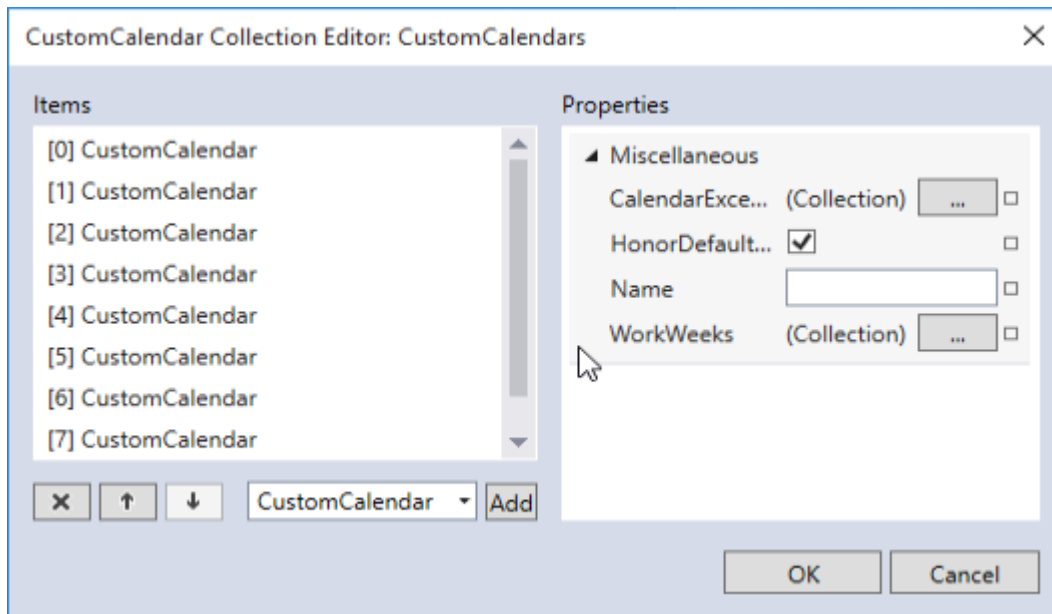 CustomCalendar Collection Editor: CustomCalendars
Items
[0] CustomCalendar
[1] CustomCalendar
[2] CustomCalendar
[3] CustomCalendar
[4] CustomCalendar
[5] CustomCalendar
[6] CustomCalendar
[7] CustomCalendar
CustomCalendar Add
Properties
Miscellaneous
CalendarExce... (Collection) ...
HonorDefault...
Name
WorkWeeks (Collection) ...
OK Cancel